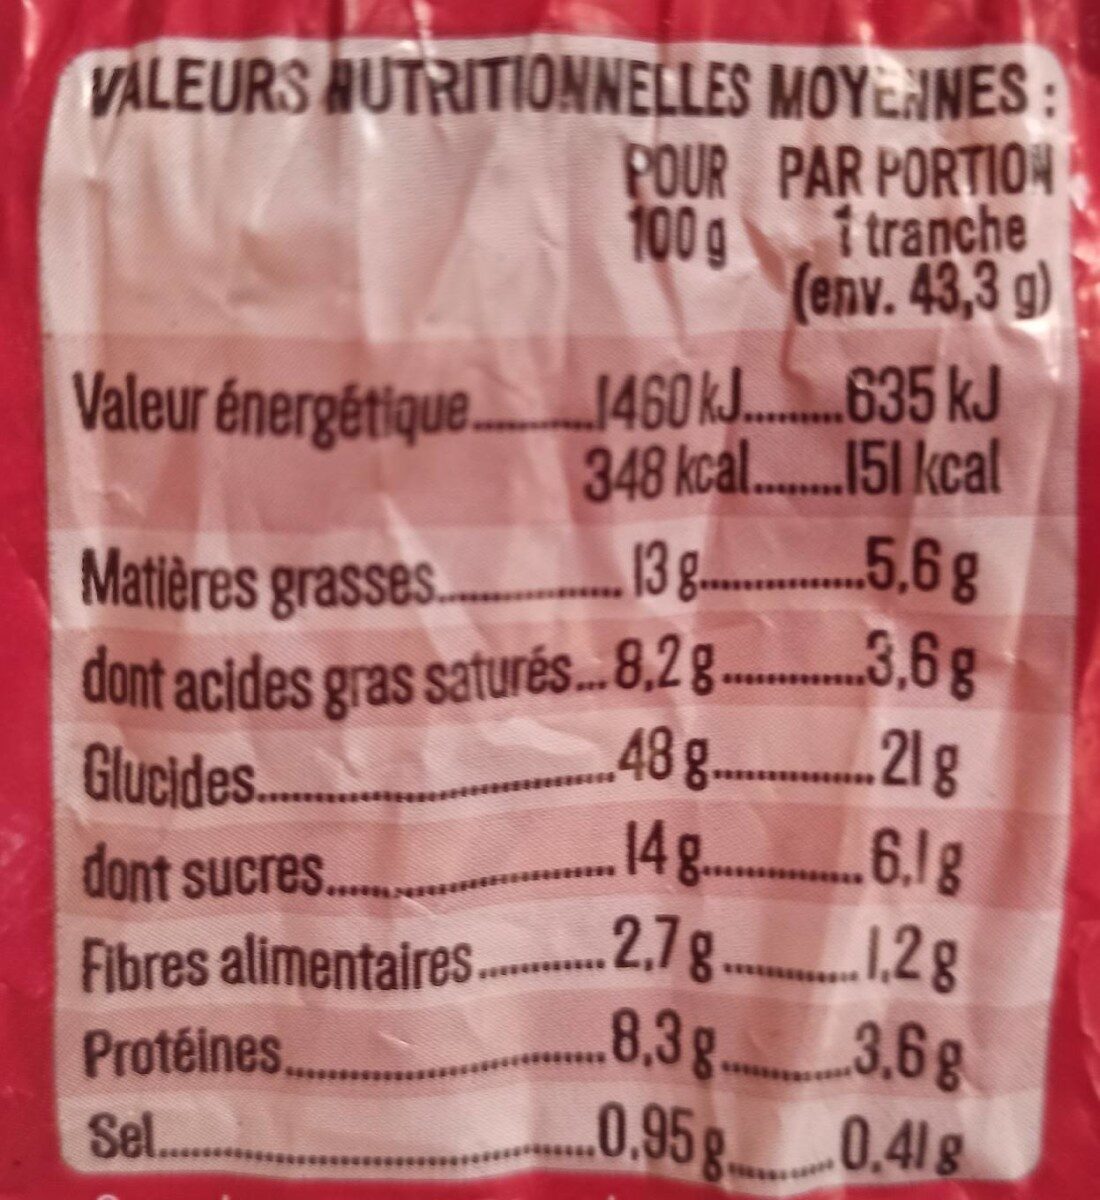 VALEURS NUTRITIONNELLES MOYENNES :
POUR PAR PORTION
100 g 1 tranche
(env. 43,3 g)
Valeur énergétique..........1460 kJ..........635 kJ
348 kcal.........151 kcal
Matières grasses.................. 13 g...............5,6 g
dont acides gras saturés...8,2 g.............3,6 g
Glucides...............................48 g...............21 g
dont sucres......................... 14 g..............6,1 g
Fibres alimentaires............2,7 g............1,2 g
Protéines............................8,3 g............3,6 g
Sel.......................................0,95 g..........0,41 g